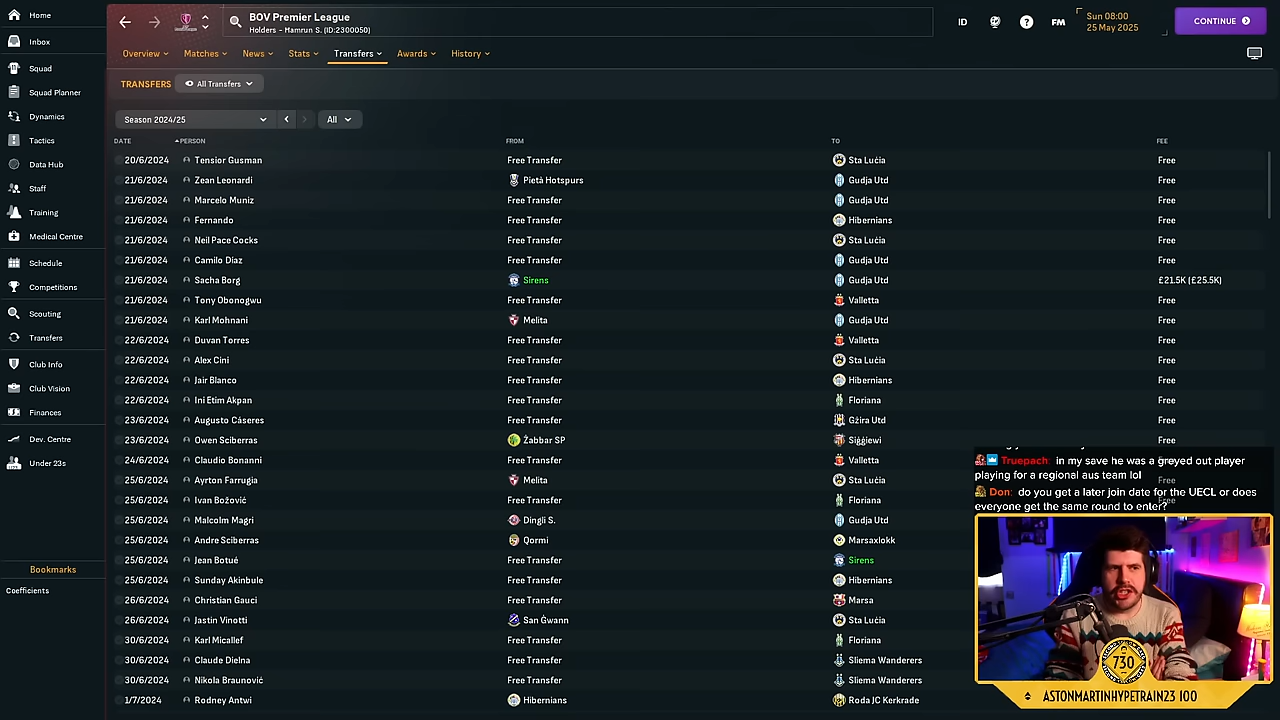 Home
BOV Premier League
Holders - Ħamrun S. (ID:2300050)
ID
FM
Sun 08:00
25 May 2025
CONTINUE
Inbox
Squad
Squad Planner
Dynamics
Tactics
Data Hub
Staff
Training
Medical Centre
Schedule
Competitions
Scouting
Transfers
Club Info
Club Vision
Finances
Dev. Centre
Under 23s
Bookmarks
Coefficients
Overview Matches News Stats Transfers Awards History
TRANSFERS All Transfers
Season 2024/25 All
DATE PERSON FROM TO FEE
20/6/2024 Tensior Gusman Free Transfer Sta Luċia Free
21/6/2024 Zean Leonardi Pietà Hotspurs Gudja Utd Free
21/6/2024 Marcelo Muniz Free Transfer Gudja Utd Free
21/6/2024 Fernando Free Transfer Hibernians Free
21/6/2024 Neil Pace Cocks Free Transfer Sta Luċia Free
21/6/2024 Camilo Díaz Free Transfer Gudja Utd Free
21/6/2024 Sacha Borg Sirens Gudja Utd £21.5K (£25.5K)
21/6/2024 Tony Obonogwu Free Transfer Valletta Free
21/6/2024 Karl Mohnani Melita Gudja Utd Free
22/6/2024 Duvan Torres Free Transfer Valletta Free
22/6/2024 Alex Cini Free Transfer Sta Luċia Free
22/6/2024 Jair Blanco Free Transfer Hibernians Free
22/6/2024 Ini Etim Akpan Free Transfer Floriana Free
23/6/2024 Augusto Cáseres Free Transfer Gżira Utd Free
23/6/2024 Owen Sciberras Żabbar SP Siġġiewi Free
24/6/2024 Claudio Bonanni Free Transfer Valletta Free
25/6/2024 Ayrton Farrugia Melita Sta Luċia Free
25/6/2024 Ivan Božović Free Transfer Floriana Free
25/6/2024 Malcolm Magri Dingli S. Gudja Utd
25/6/2024 Andre Sciberras Qormi Marsaxlokk
25/6/2024 Jean Botué Free Transfer Sirens
25/6/2024 Sunday Akinbule Free Transfer Hibernians
26/6/2024 Christian Gauci Free Transfer Marsa
26/6/2024 Jastin Vinotti San Ġwann Sta Luċia
30/6/2024 Karl Micallef Free Transfer Floriana
30/6/2024 Claude Dielna Free Transfer Sliema Wanderers
30/6/2024 Nikola Braunović Free Transfer Sliema Wanderers
1/7/2024 Rodney Antwi Hibernians Roda JC Kerkrade
Truepach: in my save he was a greyed out player
playing for a regional aus team lol
Don: do you get a later join date for the UECL or does
everyone get the same round to enter?
730
ASTONMARTINHYPETRAIN23 100